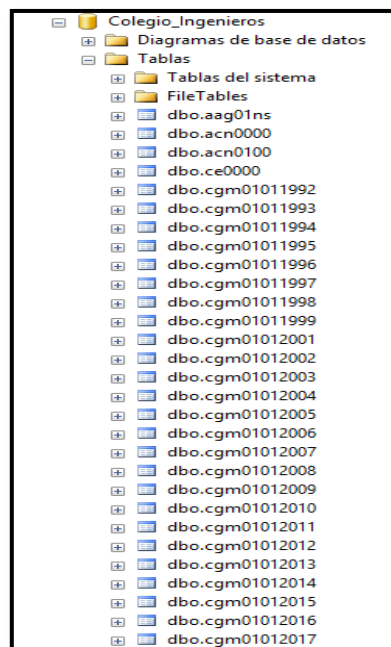 Colegio_Ingenieros
Diagramas de base de datos
Tablas
Tablas del sistema
FileTables
dbo.aag01ns
dbo.acn0000
dbo.acn0100
dbo.ce0000
dbo.cgm01011992
dbo.cgm01011993
dbo.cgm01011994
dbo.cgm01011995
dbo.cgm01011996
dbo.cgm01011997
dbo.cgm01011998
dbo.cgm01011999
dbo.cgm01012001
dbo.cgm01012002
dbo.cgm01012003
dbo.cgm01012004
dbo.cgm01012005
dbo.cgm01012006
dbo.cgm01012007
dbo.cgm01012008
dbo.cgm01012009
dbo.cgm01012010
dbo.cgm01012011
dbo.cgm01012012
dbo.cgm01012013
dbo.cgm01012014
dbo.cgm01012015
dbo.cgm01012016
dbo.cgm01012017